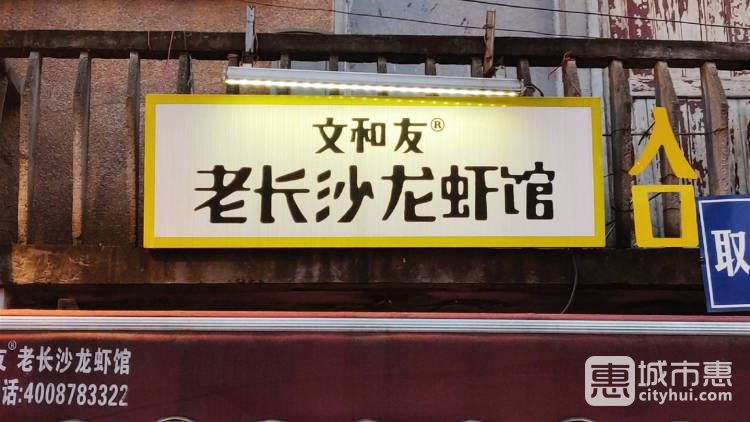 文和友®
老长沙龙虾馆
入口
取
友®老长沙龙虾馆
话:4008783322
惠 城市惠
cityhui.com